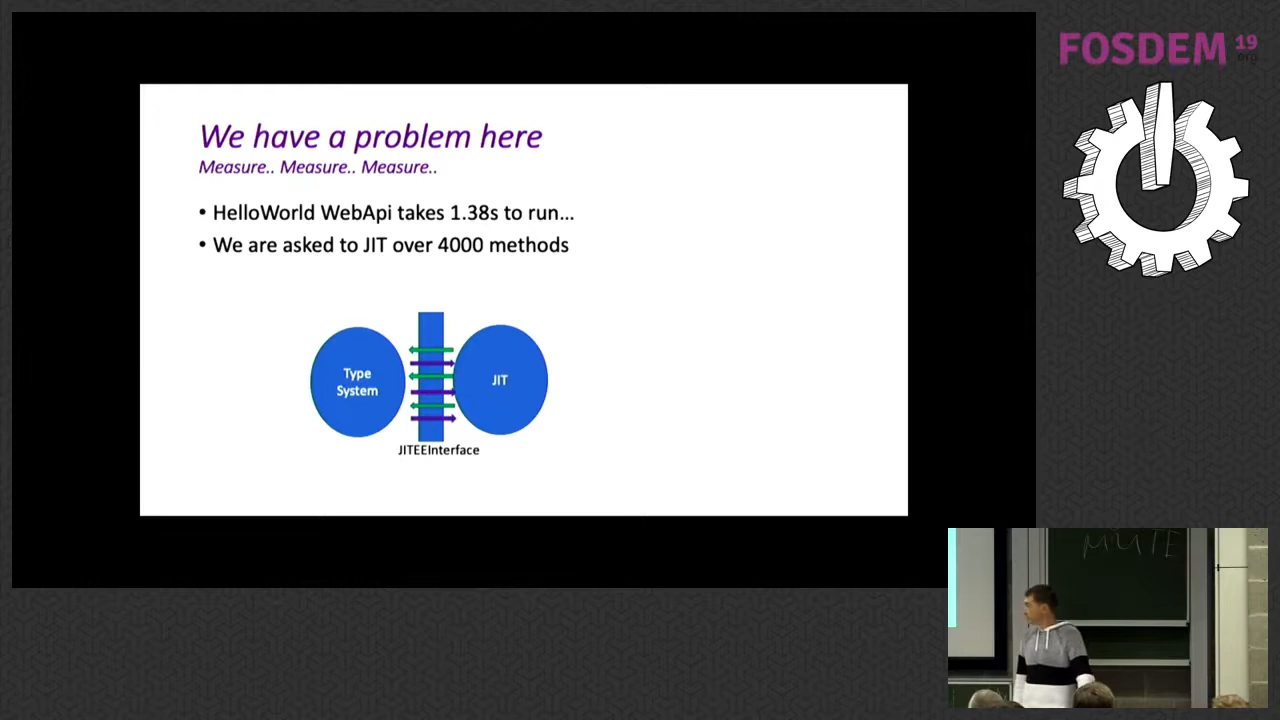 FOSDEM 19
.org
We have a problem here
Measure.. Measure.. Measure..
• HelloWorld WebApi takes 1.38s to run...
• We are asked to JIT over 4000 methods
Type
System
JIT
JITEEInterface
MUTE